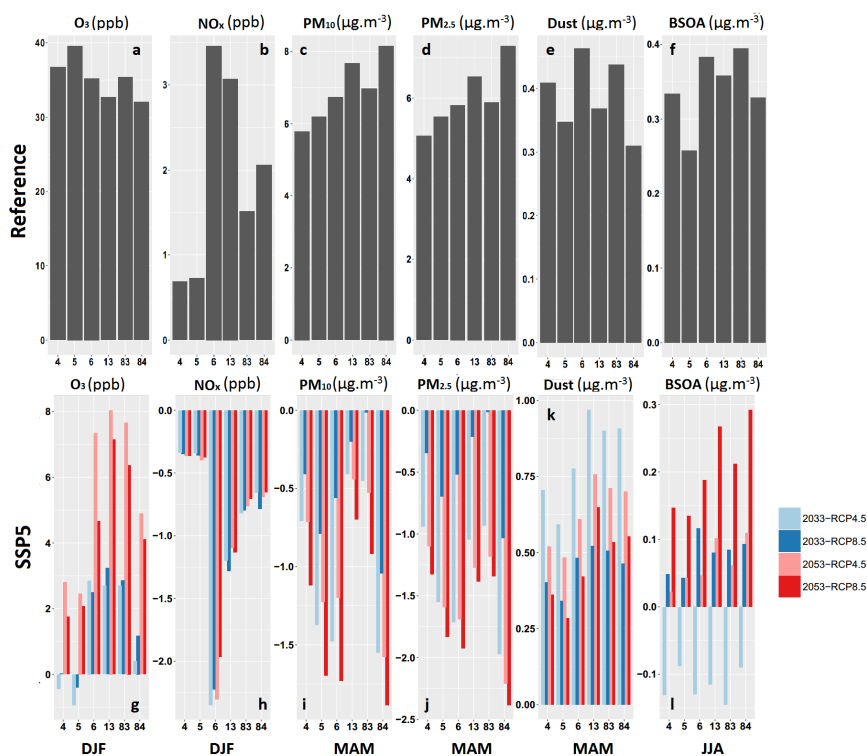 O₃ (ppb) NOx (ppb) PM₁₀ (µg.m⁻³) PM₂.₅ (µg.m⁻³) Dust (µg.m⁻³) BSOA (µg.m⁻³)
a b c d e f
Reference
40 30 20 10 0
3 2 1 0
8 6 4 2 0
6 4 2 0
0.4 0.3 0.2 0.1 0.0
0.4 0.3 0.2 0.1 0.0
4 5 6 13 83 84 4 5 6 13 83 84 4 5 6 13 83 84 4 5 6 13 83 84 4 5 6 13 83 84 4 5 6 13 83 84
O₃ (ppb) NOx (ppb) PM₁₀ (µg.m⁻³) PM₂.₅ (µg.m⁻³) Dust (µg.m⁻³) BSOA (µg.m⁻³)
SSP5
8 6 4 2 0
0.0 −0.5 −1.0 −1.5 −2.0
0.0 −0.5 −1.0 −1.5
0.0 −0.5 −1.0 −1.5 −2.0 −2.5
1.00 0.75 0.50 0.25 0.00
0.3 0.2 0.1 0.0 −0.1
g h i j k l
4 5 6 13 83 84 4 5 6 13 83 84 4 5 6 13 83 84 4 5 6 13 83 84 4 5 6 13 83 84 4 5 6 13 83 84
DJF DJF MAM MAM MAM JJA
2033-RCP4.5
2033-RCP8.5
2053-RCP4.5
2053-RCP8.5